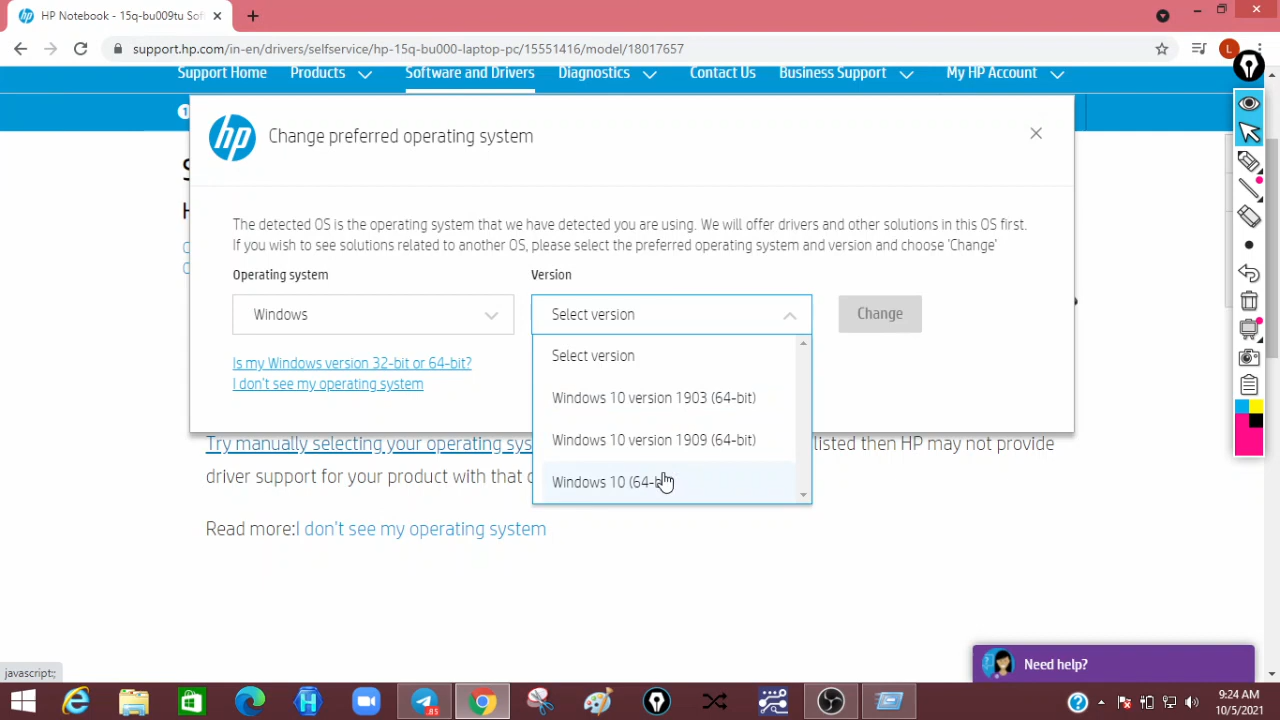 HP Notebook - 15q-bu009tu Sof
support.hp.com/in-en/drivers/selfservice/hp-15q-bu000-laptop-pc/15551416/model/18017657
L
Support Home
Products
Software and Drivers
Diagnostics
Contact Us
Business Support
My HP Account
1
hp
Change preferred operating system
The detected OS is the operating system that we have detected you are using. We will offer drivers and other solutions in this OS first.
If you wish to see solutions related to another OS, please select the preferred operating system and version and choose 'Change'
Operating system
Version
Windows
Select version
Change
Is my Windows version 32-bit or 64-bit?
I don't see my operating system
Select version
Windows 10 version 1903 (64-bit)
Windows 10 version 1909 (64-bit)
Windows 10 (64-b
Try manually selecting your operating sys
listed then HP may not provide
driver support for your product with that o
Read more:I don't see my operating system
Need help?
javascript:;
85
9:24 AM
10/5/2021